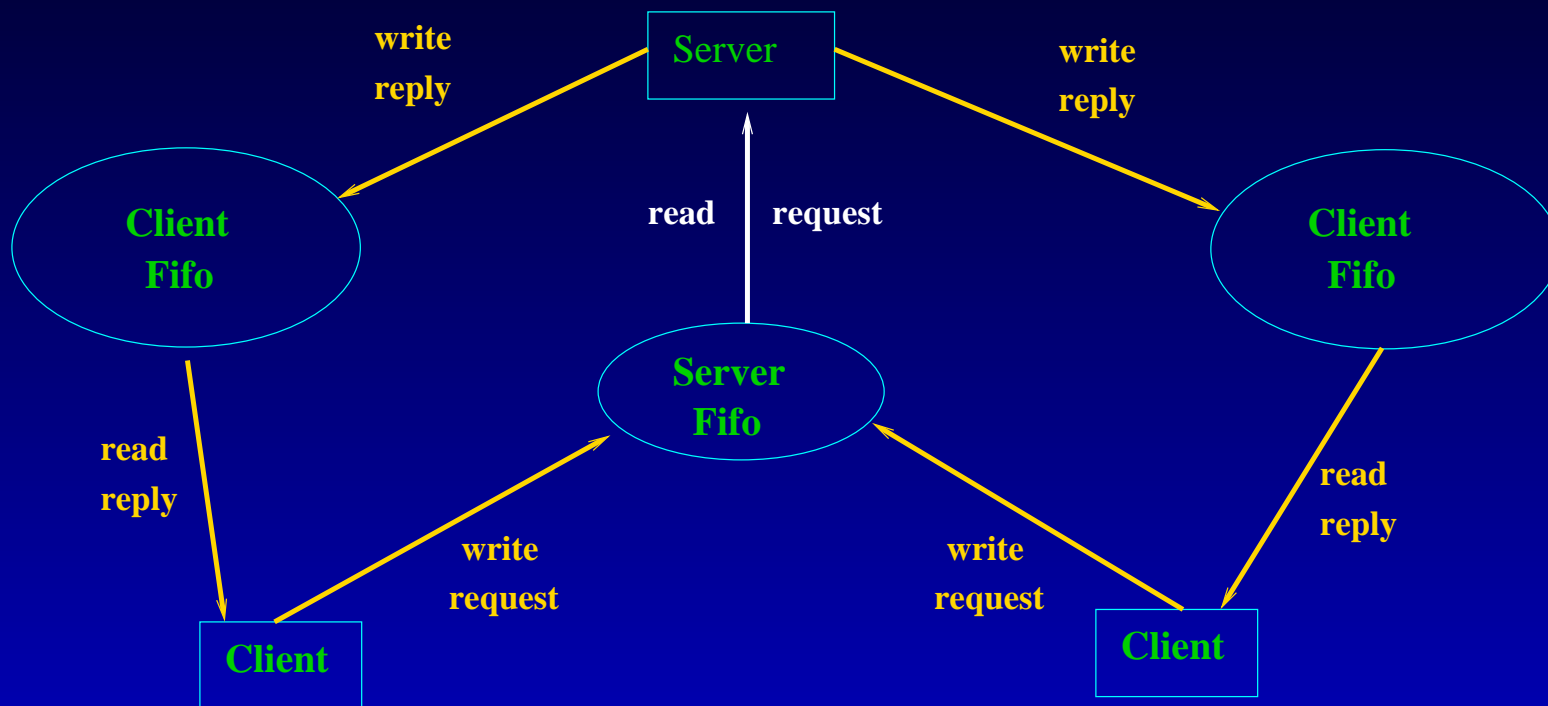 write
reply
Server
write
reply
Client
Fifo
read request
Client
Fifo
Server
Fifo
read
reply
write
request
write
request
read
reply
Client
Client